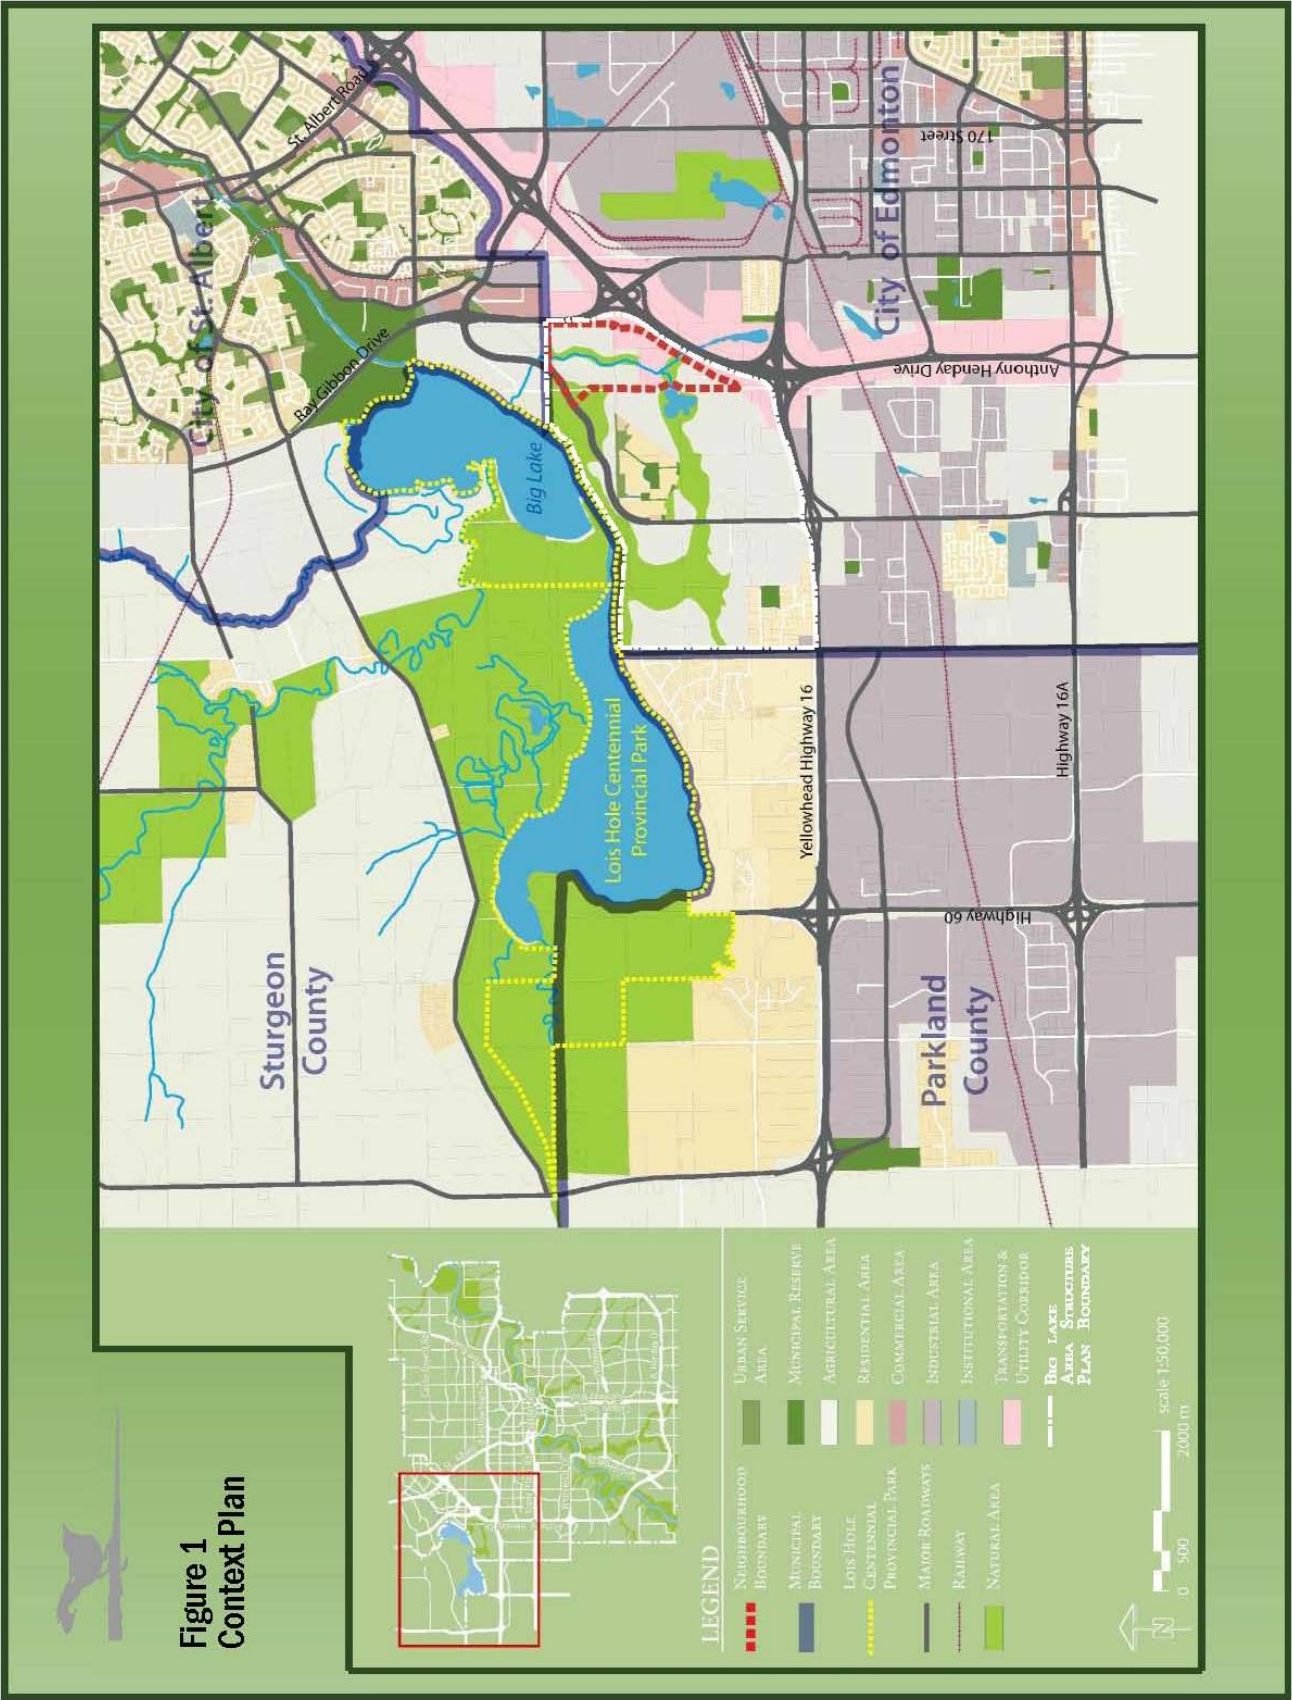 Figure 1
Context Plan
City of St. Albert
St. Albert Road
Ray Gibbon Drive
Big Lake
Lois Hole Centennial
Provincial Park
Sturgeon
County
City of Edmonton
170 Street
Anthony Henday Drive
Yellowhead Highway 16
Highway 16A
Highway 60
Parkland
County
LEGEND
NEIGHBOURHOOD
BOUNDARY
MUNICIPAL
BOUNDARY
LOIS HOLE
CENTENNIAL
PROVINCIAL PARK
MAJOR ROADWAYS
RAILWAY
NATURAL AREA
URBAN SERVICE
AREA
MUNICIPAL RESERVE
AGRICULTURAL AREA
RESIDENTIAL AREA
COMMERCIAL AREA
INDUSTRIAL AREA
INSTITUTIONAL AREA
TRANSPORTATION &
UTILITY CORRIDOR
BIG LAKE
AREA STRUCTURE
PLAN BOUNDARY
N
0 500 2000 m
scale 1:50,000